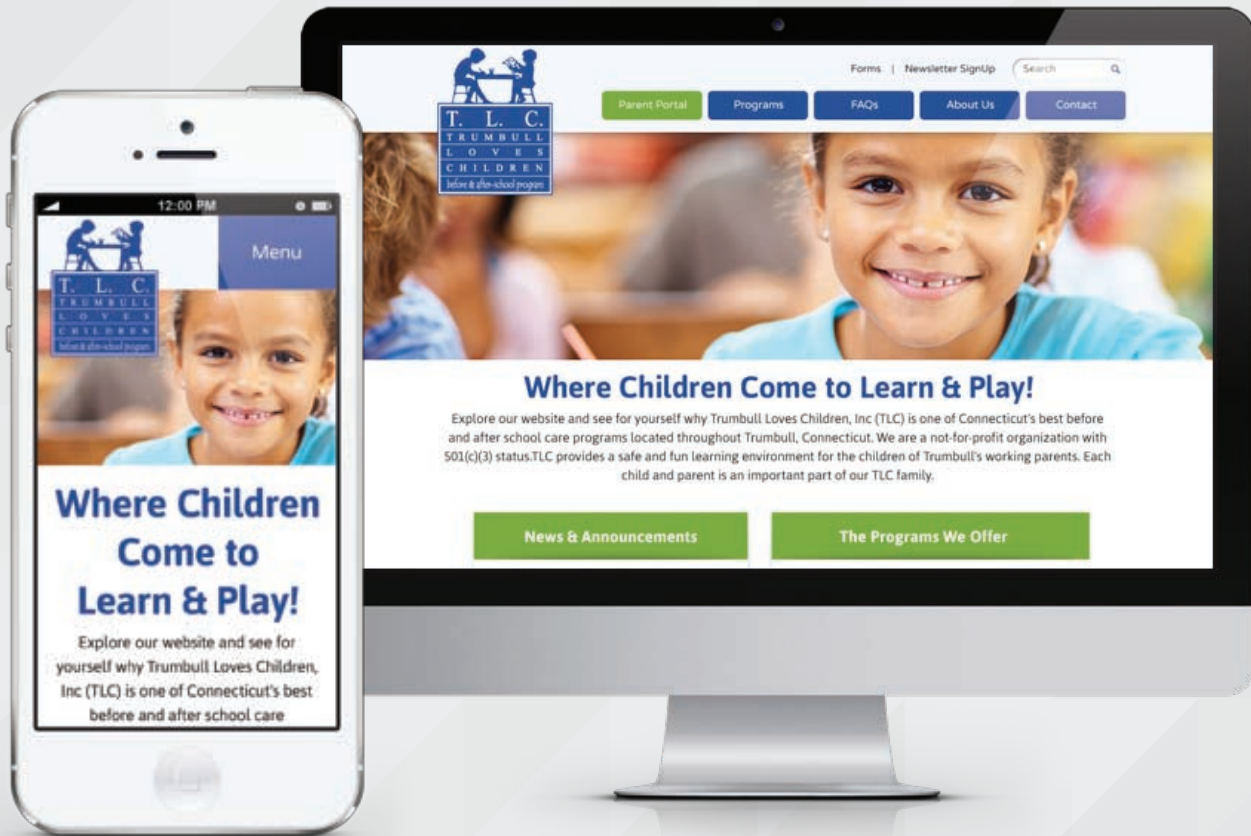 12:00 PM
Menu
T. L. C.
TRUMBULL
LOVES
CHILDREN
before & after-school program
Where Children
Come to
Learn & Play!
Explore our website and see for
yourself why Trumbull Loves Children,
Inc (TLC) is one of Connecticut's best
before and after school care
Forms | Newsletter SignUp Search
Parent Portal Programs FAQs About Us Contact
T. L. C.
TRUMBULL
LOVES
CHILDREN
before & after-school program
Where Children Come to Learn & Play!
Explore our website and see for yourself why Trumbull Loves Children, Inc (TLC) is one of Connecticut's best before
and after school care programs located throughout Trumbull, Connecticut. We are a not-for-profit organization with
501(c)(3) status.TLC provides a safe and fun learning environment for the children of Trumbull's working parents. Each
child and parent is an important part of our TLC family.
News & Announcements The Programs We Offer